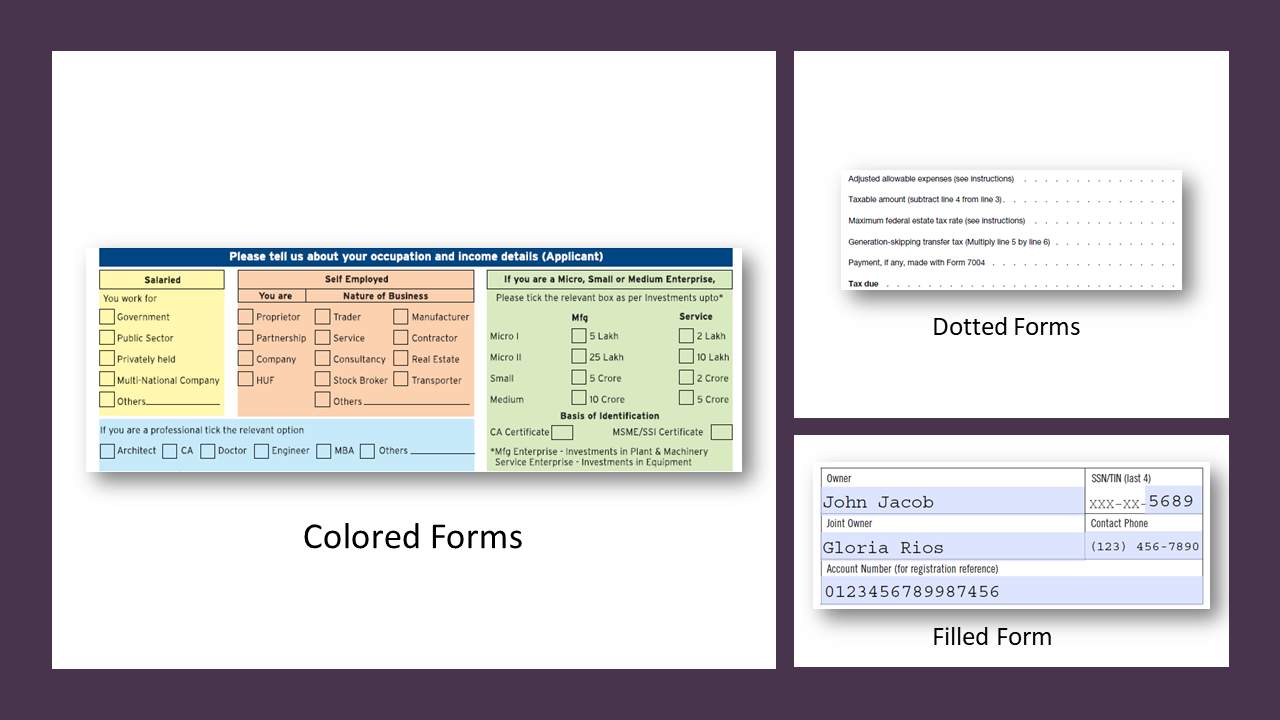 Please tell us about your occupation and income details (Applicant)
Salaried
You work for
Government
Public Sector
Privately held
Multi-National Company
Others
Self Employed
You are Nature of Business
Proprietor Trader Manufacturer
Partnership Service Contractor
Company Consultancy Real Estate
HUF Stock Broker Transporter
Others
If you are a professional tick the relevant option
Architect CA Doctor Engineer MBA Others
If you are a Micro, Small or Medium Enterprise,
Please tick the relevant box as per Investments upto*
Mfg Service
Micro I 5 Lakh 2 Lakh
Micro II 25 Lakh 10 Lakh
Small 5 Crore 2 Crore
Medium 10 Crore 5 Crore
Basis of Identification
CA Certificate MSME/SSI Certificate
*Mfg Enterprise - Investments in Plant & Machinery
Service Enterprise - Investments in Equipment
Colored Forms
Adjusted allowable expenses (see instructions) . . . . . . . . . . . . . . .
Taxable amount (subtract line 4 from line 3) . . . . . . . . . . . . . . . . .
Maximum federal estate tax rate (see instructions) . . . . . . . . . . . . . .
Generation-skipping transfer tax (Multiply line 5 by line 6) . . . . . . . . . . . .
Payment, if any, made with Form 7004 . . . . . . . . . . . . . . . . . .
Tax due . . . . . . . . . . . . . . . . . . . . . . . . . . . .
Dotted Forms
Owner SSN/TIN (last 4)
John Jacob XXX-XX-5689
Joint Owner Contact Phone
Gloria Rios (123) 456-7890
Account Number (for registration reference)
0123456789987456
Filled Form